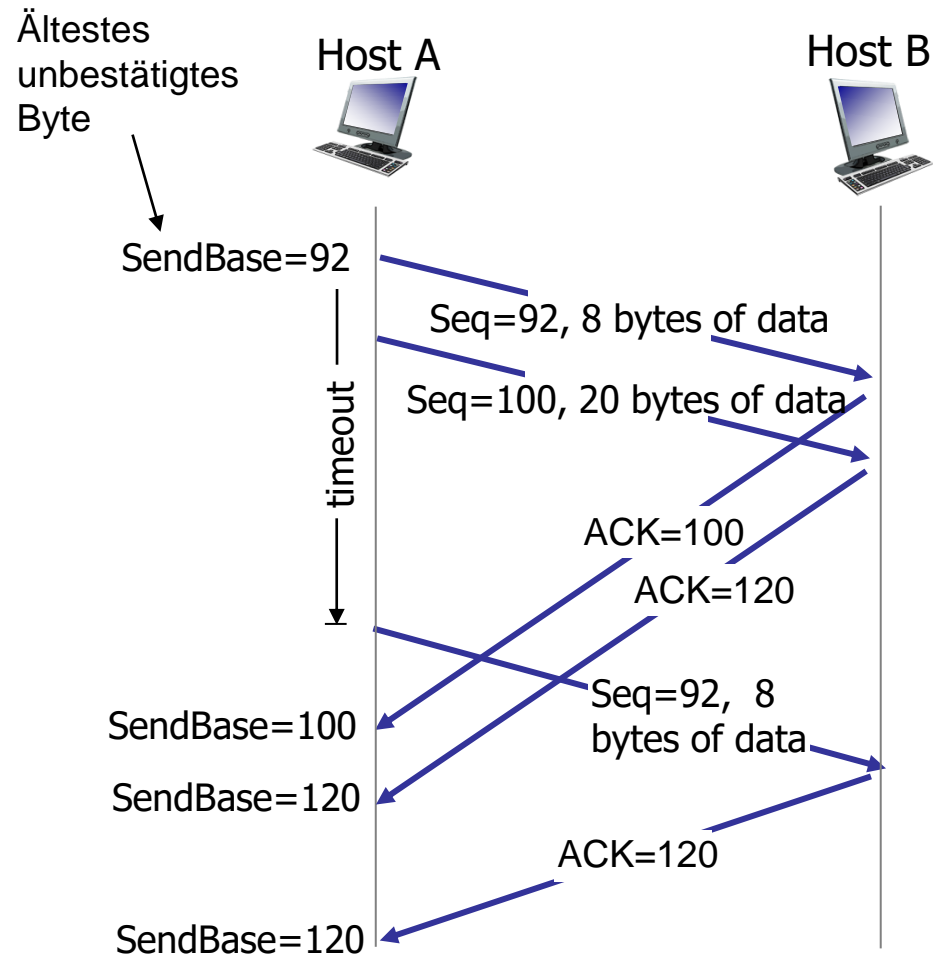 Ältestes
unbestätigtes
Byte
Host A
Host B
SendBase=92
Seq=92, 8 bytes of data
Seq=100, 20 bytes of data
timeout
ACK=100
ACK=120
Seq=92, 8
bytes of data
SendBase=100
SendBase=120
ACK=120
SendBase=120